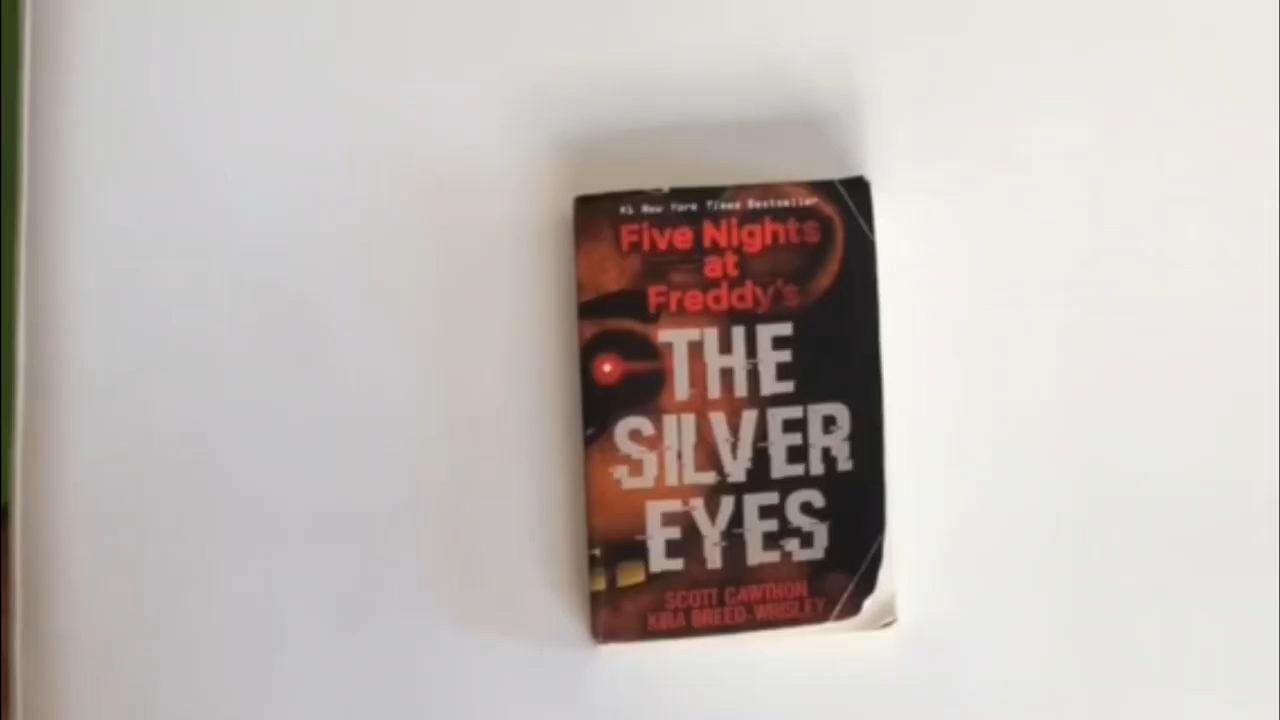 #1 New York Times Bestseller
Five Nights
at
Freddy's
THE
SILVER
EYES
SCOTT CAWTHON
KIRA BREED-WRISLEY